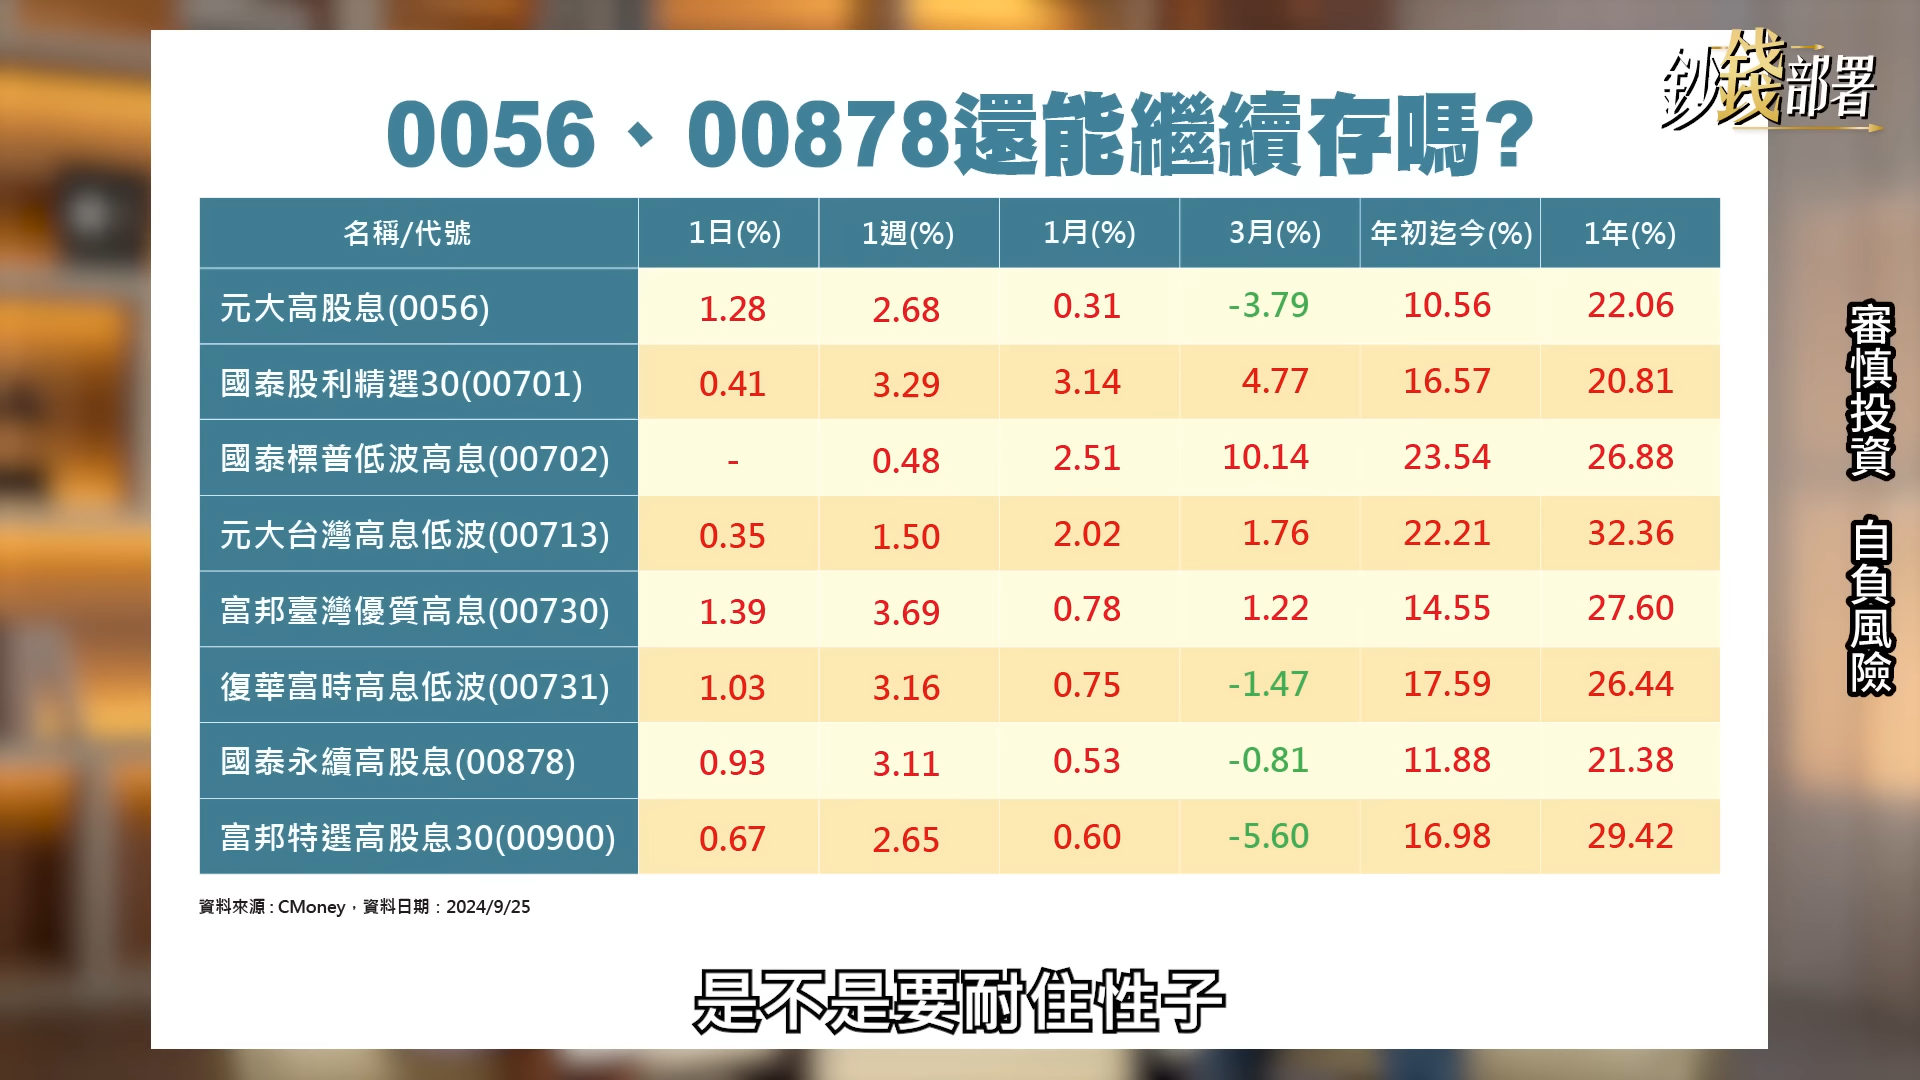 鈔錢部署
0056、00878還能繼續存嗎?
名稱/代號 1日(%) 1週(%) 1月(%) 3月(%) 年初迄今(%) 1年(%)
元大高股息(0056) 1.28 2.68 0.31 -3.79 10.56 22.06
國泰股利精選30(00701) 0.41 3.29 3.14 4.77 16.57 20.81
國泰標普低波高息(00702) - 0.48 2.51 10.14 23.54 26.88
元大台灣高息低波(00713) 0.35 1.50 2.02 1.76 22.21 32.36
富邦臺灣優質高息(00730) 1.39 3.69 0.78 1.22 14.55 27.60
復華富時高息低波(00731) 1.03 3.16 0.75 -1.47 17.59 26.44
國泰永續高股息(00878) 0.93 3.11 0.53 -0.81 11.88 21.38
富邦特選高股息30(00900) 0.67 2.65 0.60 -5.60 16.98 29.42
資料來源:CMoney，資料日期：2024/9/25
審慎投資 自負風險
是不是要耐住性子